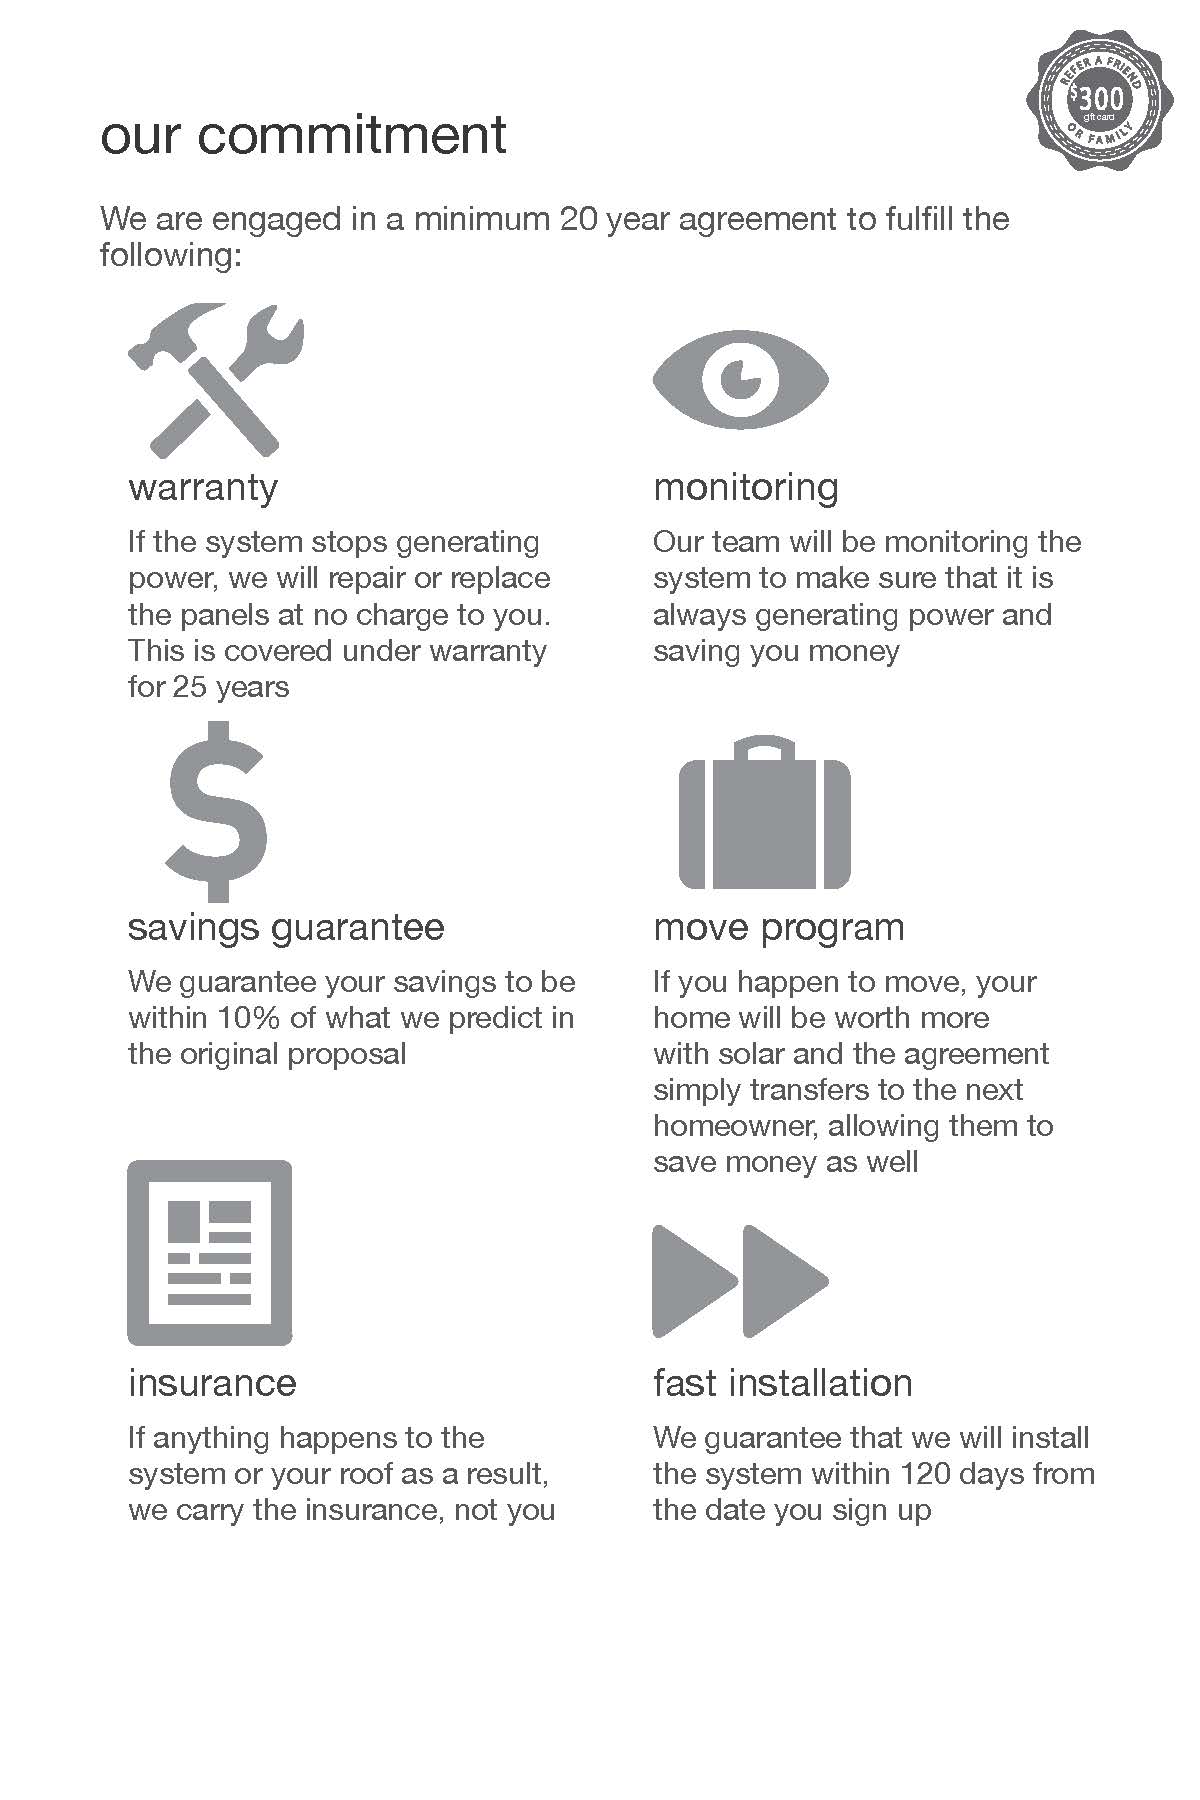 REFER A FRIEND
$300
gift card
OR FAMILY
our commitment
We are engaged in a minimum 20 year agreement to fulfill the
following:
warranty
If the system stops generating
power, we will repair or replace
the panels at no charge to you.
This is covered under warranty
for 25 years
monitoring
Our team will be monitoring the
system to make sure that it is
always generating power and
saving you money
savings guarantee
We guarantee your savings to be
within 10% of what we predict in
the original proposal
move program
If you happen to move, your
home will be worth more
with solar and the agreement
simply transfers to the next
homeowner, allowing them to
save money as well
insurance
If anything happens to the
system or your roof as a result,
we carry the insurance, not you
fast installation
We guarantee that we will install
the system within 120 days from
the date you sign up